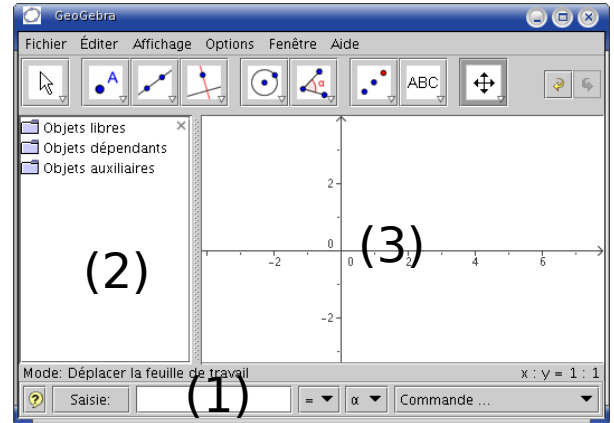 GeoGebra
Fichier Éditer Affichage Options Fenêtre Aide
A α ABC
Objets libres
Objets dépendants
Objets auxiliaires
(2)
(3)
2
0
-2 0 2 4 6
-2
Mode: Déplacer la feuille de travail x : y = 1 : 1
(1)
? Saisie: = α Commande ...